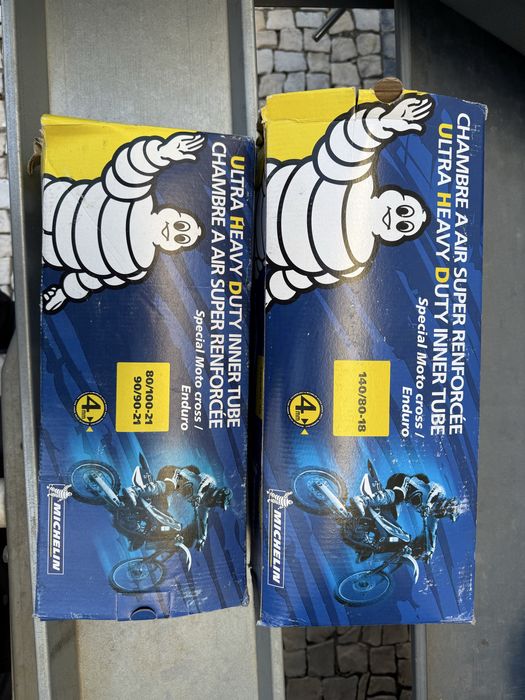 ULTRA HEAVY DUTY INNER TUBE
CHAMBRE A AIR SUPER RENFORCÉE
Special Moto cross /
Enduro
80/100-21
90/90-21
4
MICHELIN
CHAMBRE A AIR SUPER RENFORCÉE
ULTRA HEAVY DUTY INNER TUBE
Special Moto cross /
Enduro
140/80-18
4
MICHELIN